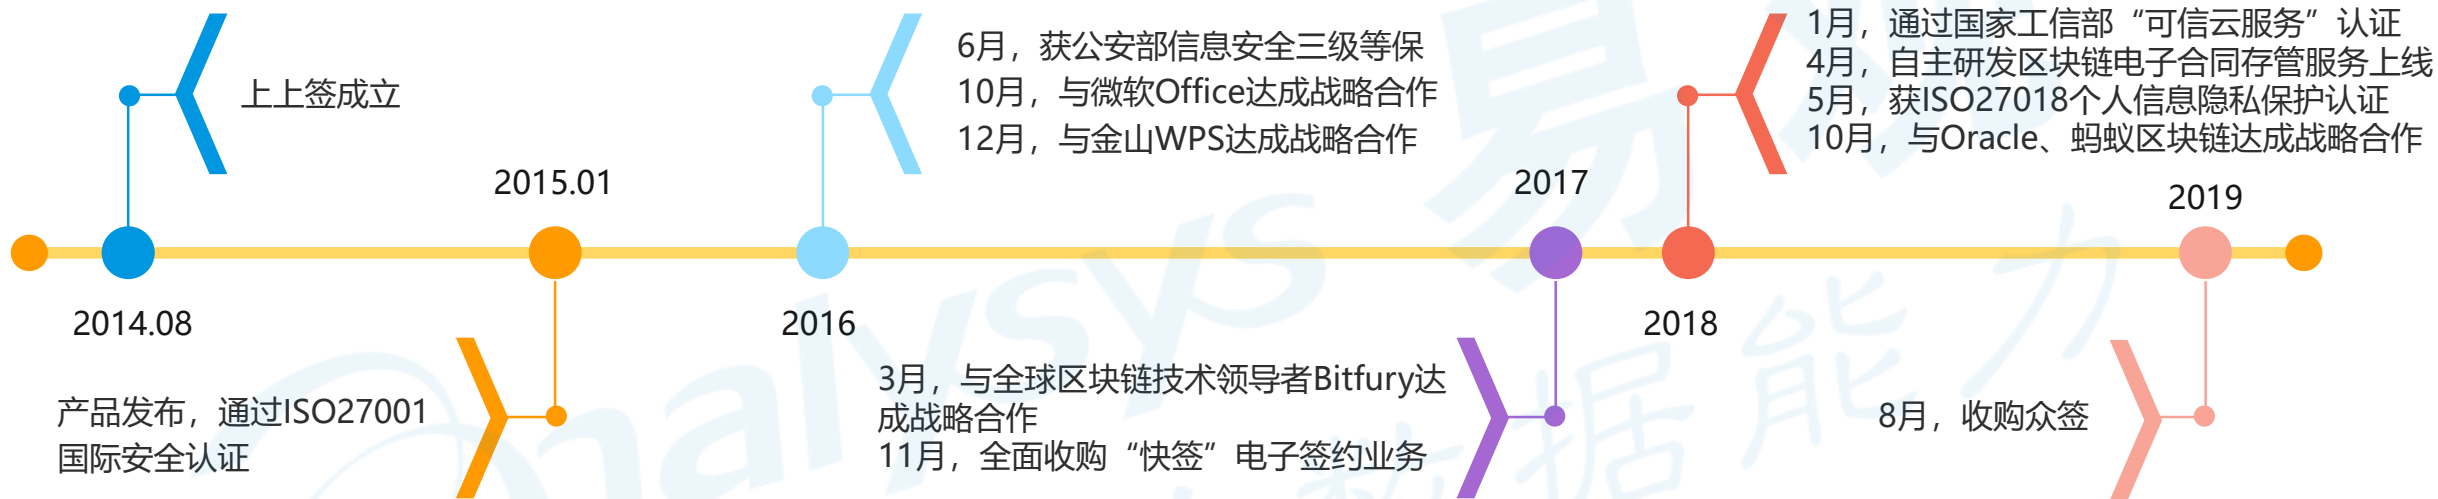 上上签成立
2014.08
2015.01
产品发布，通过ISO27001
国际安全认证
6月，获公安部信息安全三级等保
10月，与微软Office达成战略合作
12月，与金山WPS达成战略合作
2016
2017
3月，与全球区块链技术领导者Bitfury达
成战略合作
11月，全面收购“快签”电子签约业务
1月，通过国家工信部“可信云服务”认证
4月，自主研发区块链电子合同存管服务上线
5月，获ISO27018个人信息隐私保护认证
10月，与Oracle、蚂蚁区块链达成战略合作
2018
2019
8月，收购众签
analysys 易观
数据能力